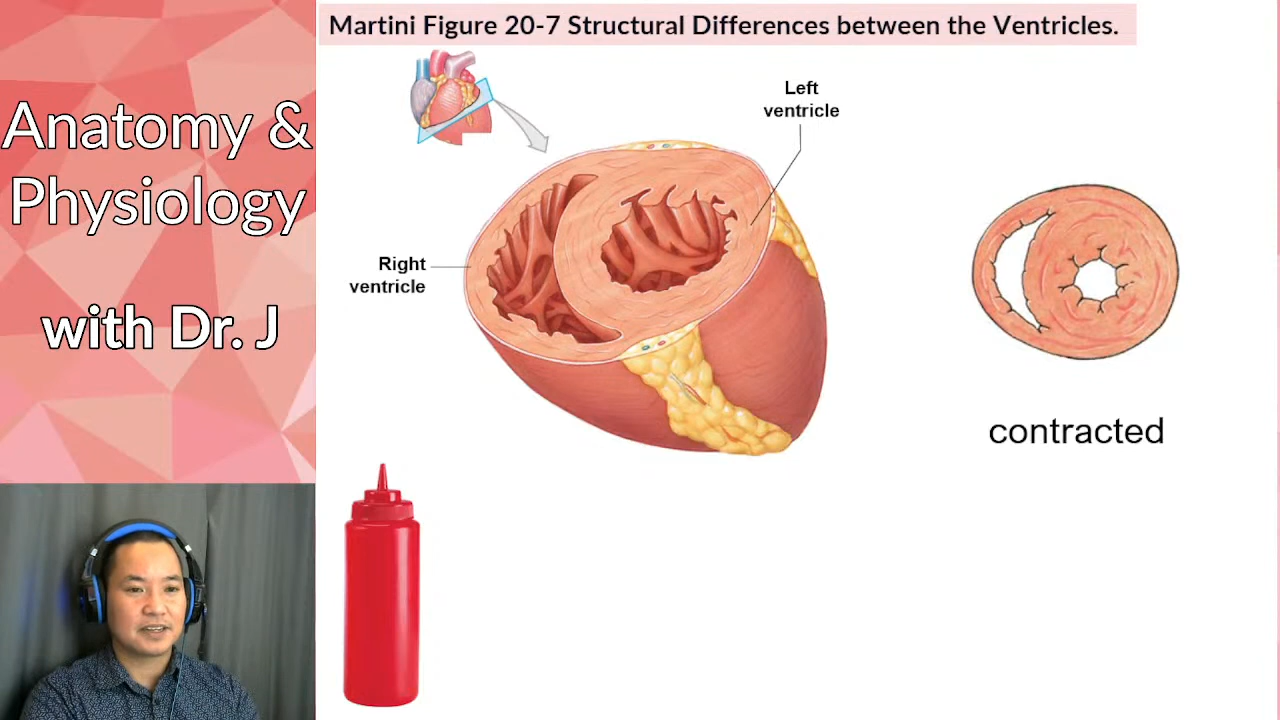 Anatomy &
Physiology
with Dr. J
Martini Figure 20-7 Structural Differences between the Ventricles.
Left
ventricle
Right
ventricle
contracted